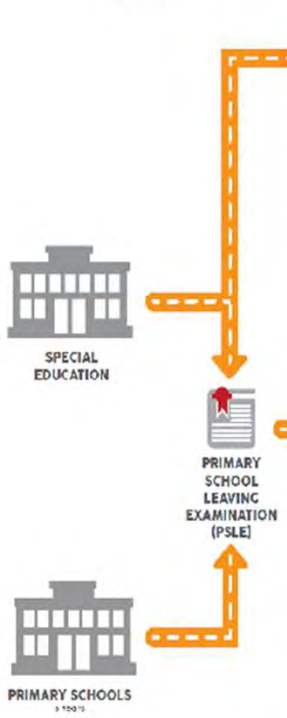 SPECIAL
EDUCATION
PRIMARY
SCHOOL
LEAVING
EXAMINATION
(PSLE)
PRIMARY SCHOOLS